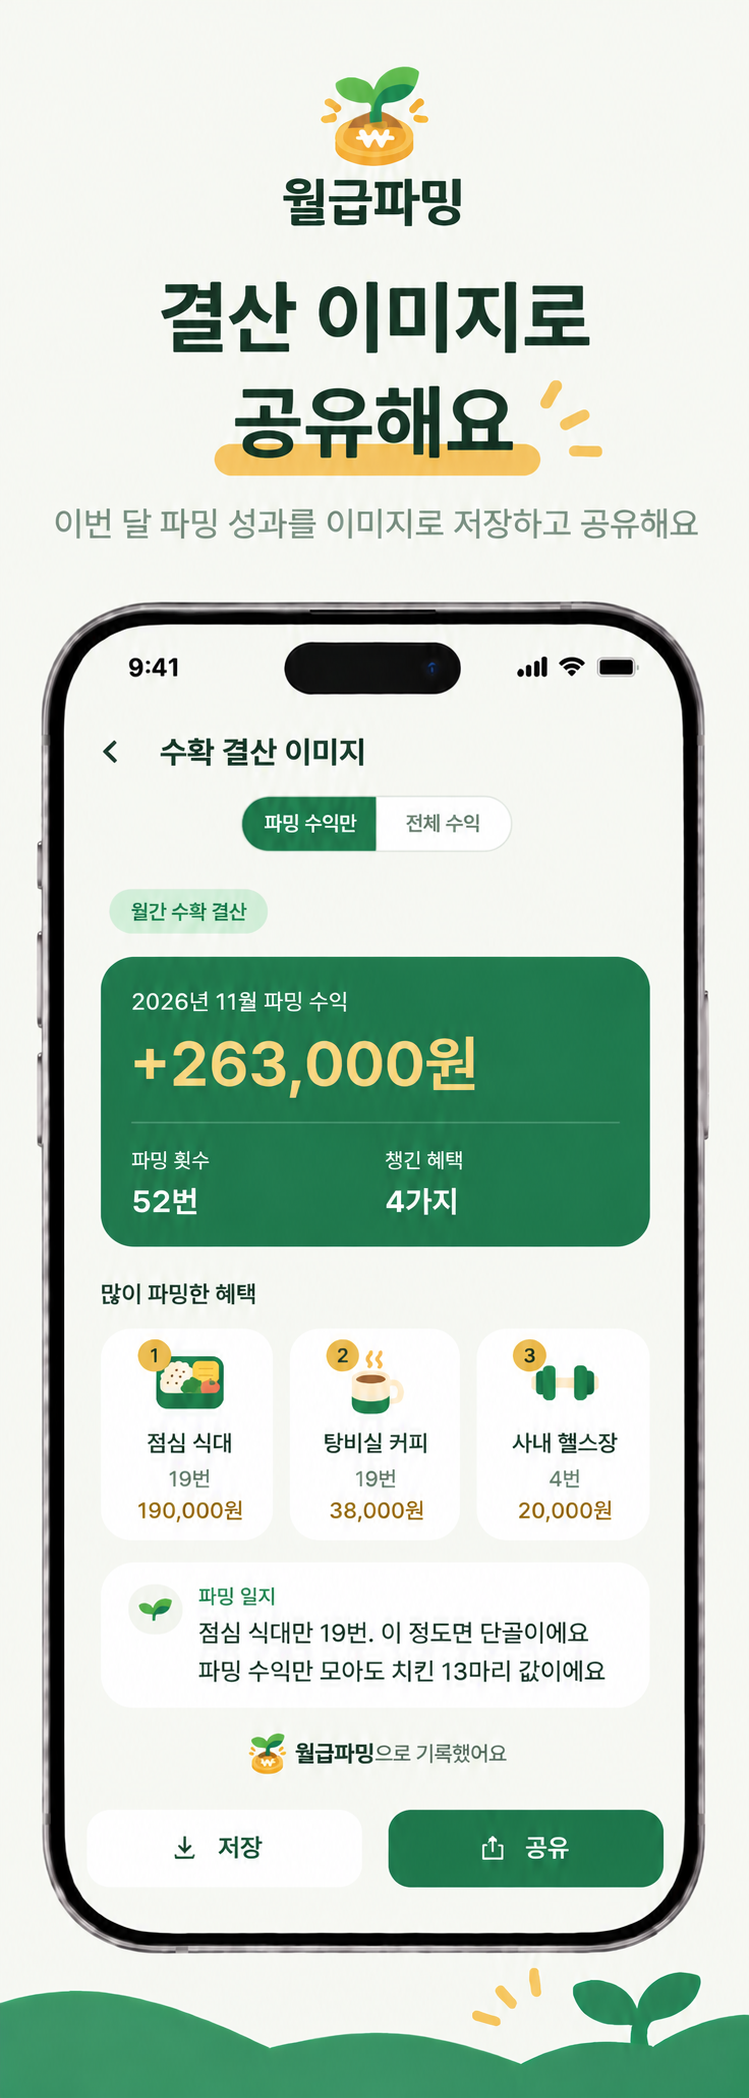 월급파밍
결산 이미지로
공유해요
이번 달 파밍 성과를 이미지로 저장하고 공유해요
9:41
수확 결산 이미지
파밍 수익만 전체 수익
월간 수확 결산
2026년 11월 파밍 수익
+263,000원
파밍 횟수 챙긴 혜택
52번 4가지
많이 파밍한 혜택
1 2 3
점심 식대 탕비실 커피 사내 헬스장
19번 19번 4번
190,000원 38,000원 20,000원
파밍 일지
점심 식대만 19번. 이 정도면 단골이에요
파밍 수익만 모아도 치킨 13마리 값이에요
월급파밍으로 기록했어요
저장 공유